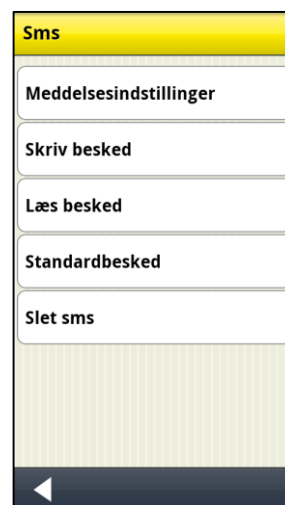 Sms
Meddelsesindstillinger
Skriv besked
Læs besked
Standardbesked
Slet sms